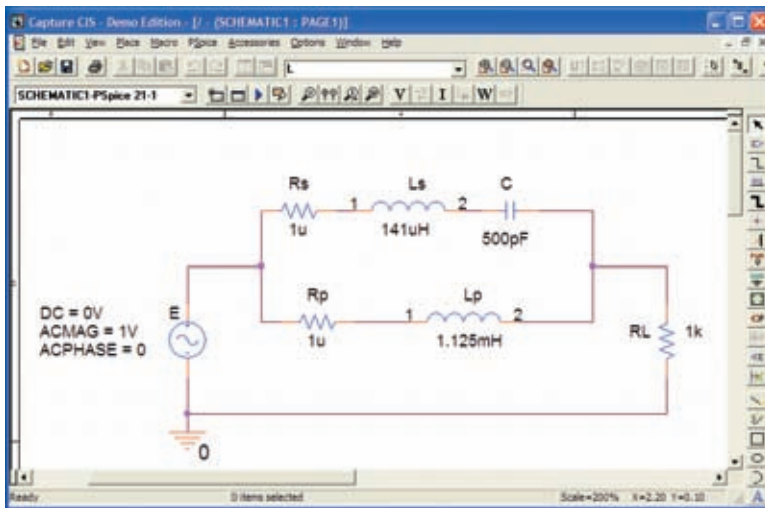 Capture CIS - Demo Edition - [/ - (SCHEMATIC1 : PAGE1)]
File Edit View Place Macro PSpice Accessories Options Window Help
L
SCHEMATIC1-PSpice 21-1
V I W
Rs Ls C
1 2
1u 141uH 500pF
Rp Lp
DC = 0V E 1 2
ACMAG = 1V 1u 1.125mH RL 1k
ACPHASE = 0
0
Ready 0 items selected Scale=200% X=2.20 Y=0.10